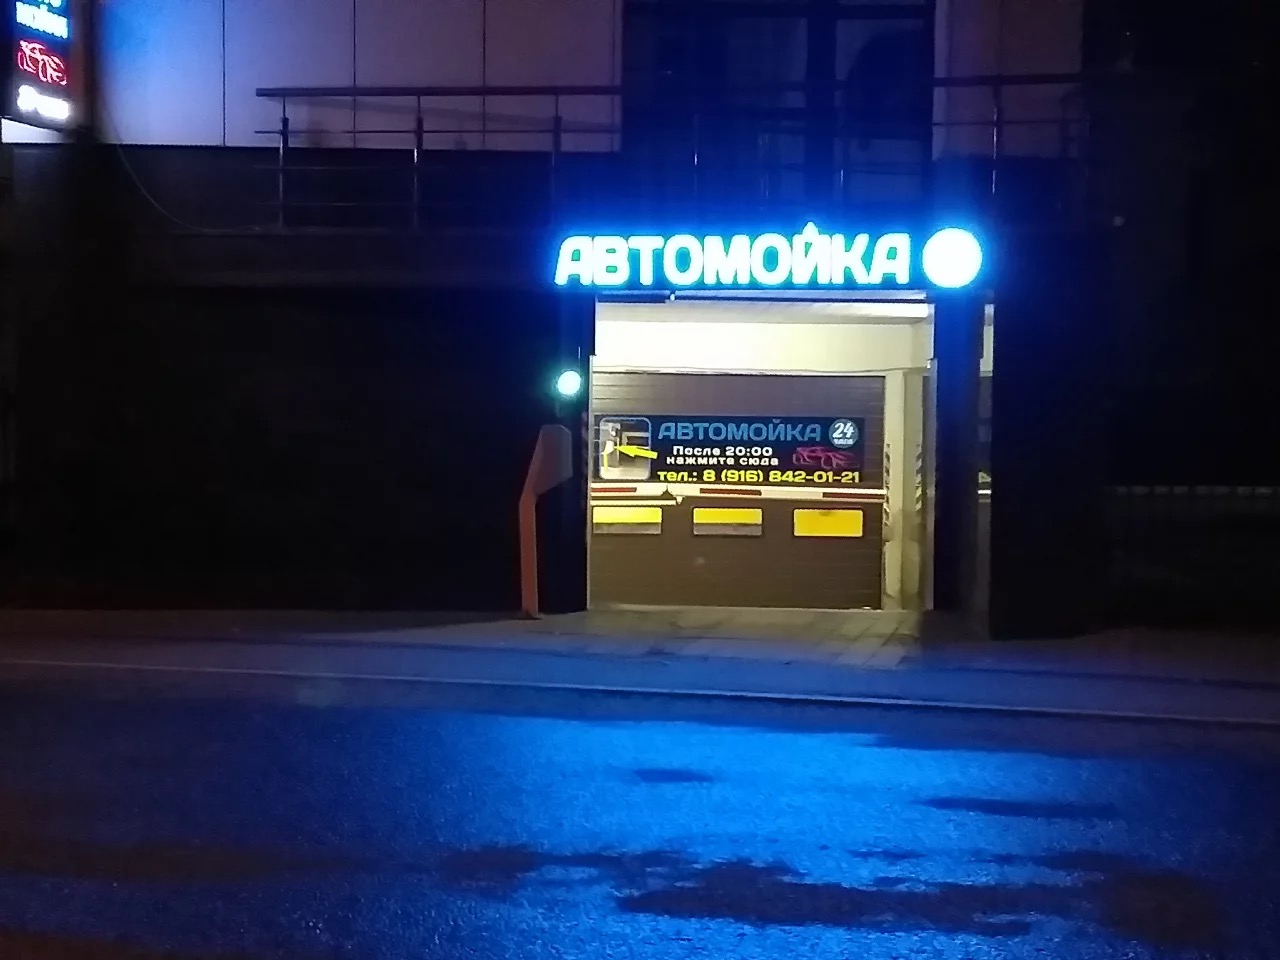 АВТОМОЙКА
АВТОМОЙКА 24
После 20:00
нажмите сюда
тел.: 8 (916) 842-01-21